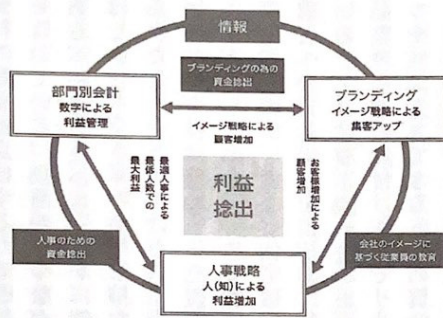 情報
ブランディングの為の
資金捻出
部門別会計
数字による
利益管理
ブランディング
イメージ戦略による
集客アップ
イメージ戦略による
顧客増加
最適人事による
最低人数での
最大利益
利益
捻出
お客様増加による
顧客増加
人事のための
資金捻出
会社のイメージに
基づく従業員の教育
人事戦略
人(知)による
利益増加